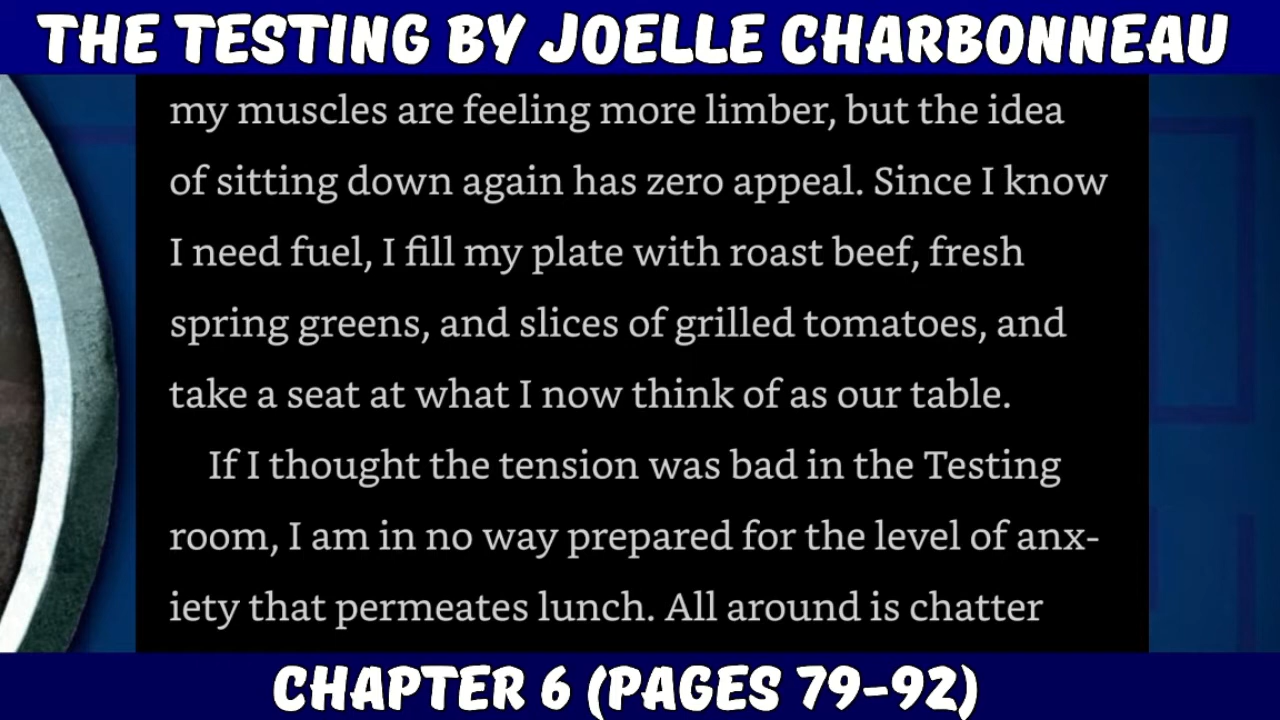 THE TESTING BY JOELLE CHARBONNEAU
my muscles are feeling more limber, but the idea
of sitting down again has zero appeal. Since I know
I need fuel, I fill my plate with roast beef, fresh
spring greens, and slices of grilled tomatoes, and
take a seat at what I now think of as our table.
If I thought the tension was bad in the Testing
room, I am in no way prepared for the level of anx-
iety that permeates lunch. All around is chatter
CHAPTER 6 (PAGES 79-92)